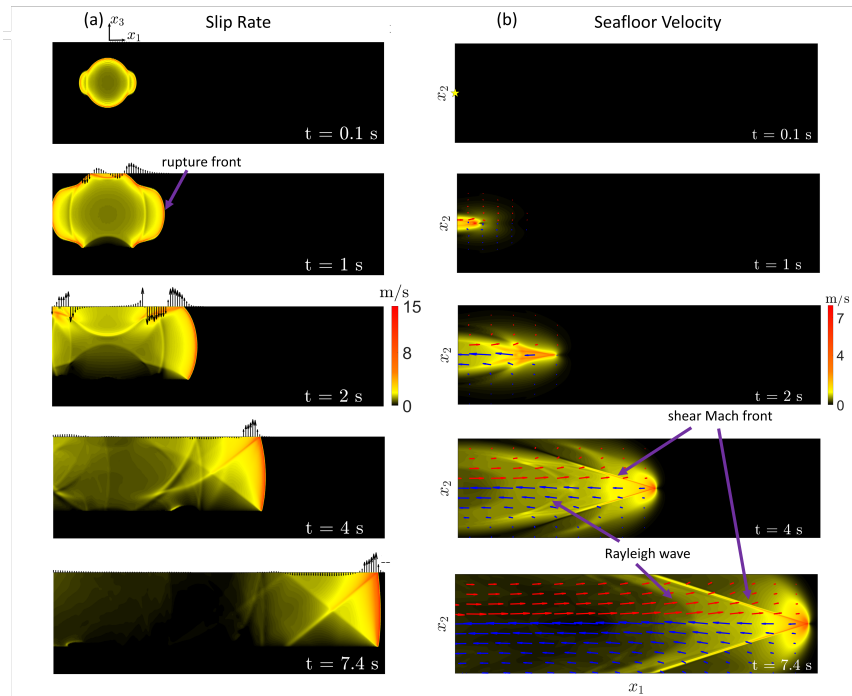 (a) Slip Rate
x₃
x₁
t = 0.1 s
rupture front
t = 1 s
m/s
15
8
0
t = 2 s
t = 4 s
t = 7.4 s
(b) Seafloor Velocity
x₂
t = 0.1 s
x₂
t = 1 s
m/s
7
4
0
x₂
t = 2 s
shear Mach front
x₂
t = 4 s
Rayleigh wave
x₂
t = 7.4 s
x₁